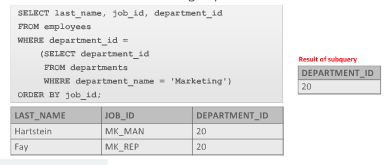 SELECT last_name, job_id, department_id
FROM employees
WHERE department_id =
(SELECT department_id
FROM departments
WHERE department_name = 'Marketing')
ORDER BY job_id;
Result of subquery
DEPARTMENT_ID
20
LAST_NAME JOB_ID DEPARTMENT_ID
Hartstein MK_MAN 20
Fay MK_REP 20